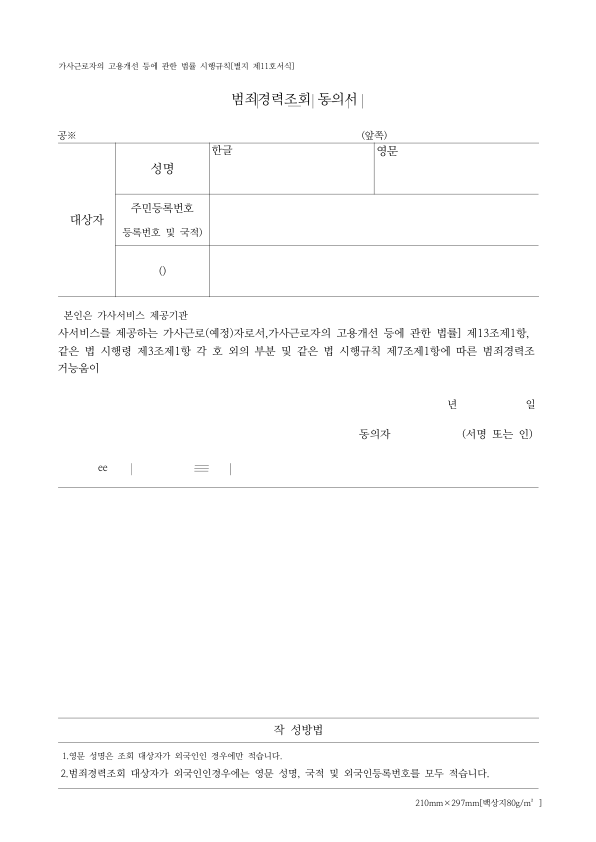 가사근로자의 고용개선 등에 관한 법률 시행규칙[별지 제11호서식]
범죄경력조회 동의서
공※ (앞쪽)
대상자
성명
한글
영문
주민등록번호
등록번호 및 국적)
()
본인은 가사서비스 제공기관
사서비스를 제공하는 가사근로(예정)자로서,가사근로자의 고용개선 등에 관한 법률] 제13조제1항,
같은 법 시행령 제3조제1항 각 호 외의 부분 및 같은 법 시행규칙 제7조제1항에 따른 범죄경력조
거능움이
년 일
동의자 (서명 또는 인)
ee
작 성방법
1.영문 성명은 조회 대상자가 외국인인 경우에만 적습니다.
2.범죄경력조회 대상자가 외국인인경우에는 영문 성명, 국적 및 외국인등록번호를 모두 적습니다.
210mm×297mm[백상지80g/㎡ ]